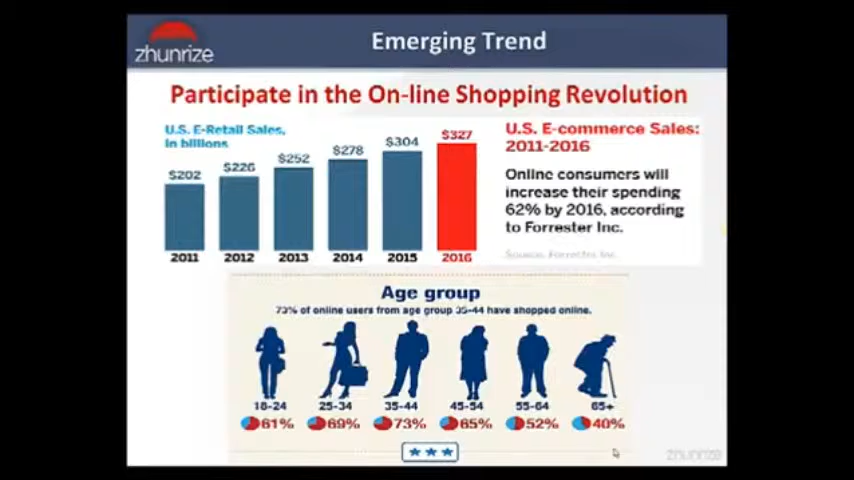 zhunrize
Emerging Trend
Participate in the On-line Shopping Revolution
U.S. E-Retail Sales,
in billions
$202
$226
$252
$278
$304
$327
2011
2012
2013
2014
2015
2016
U.S. E-commerce Sales:
2011-2016
Online consumers will
increase their spending
62% by 2016, according
to Forrester Inc.
Source: Forrester Inc.
Age group
73% of online users from age group 35-44 have shopped online.
18-24
25-34
35-44
45-54
55-64
65+
61%
69%
73%
65%
52%
40%
zhunrize